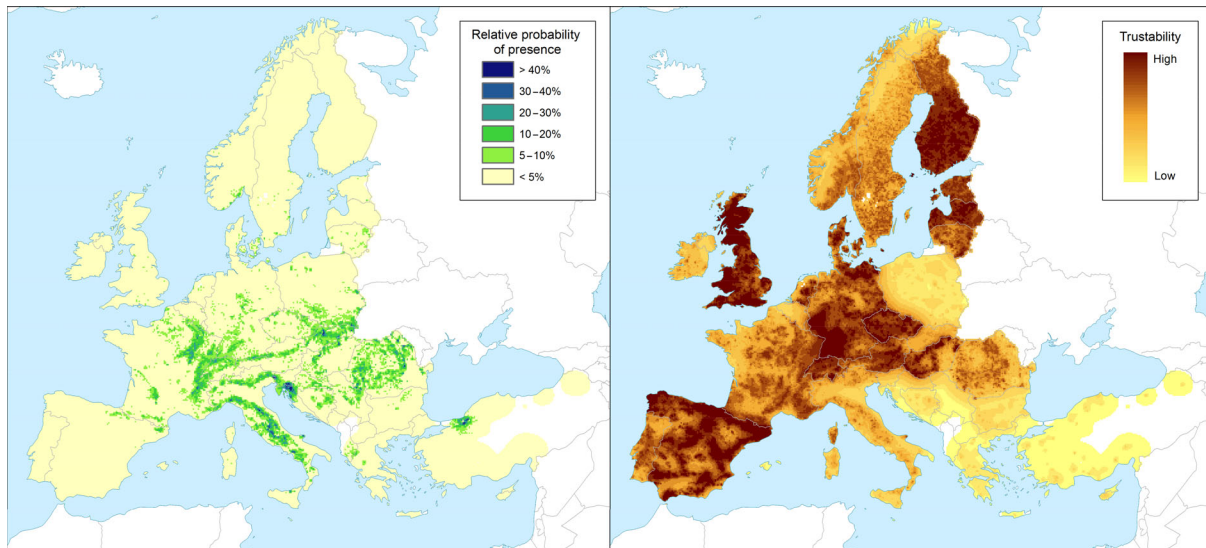 Relative probability
of presence
> 40%
30–40%
20–30%
10–20%
5–10%
< 5%
Trustability
High
Low